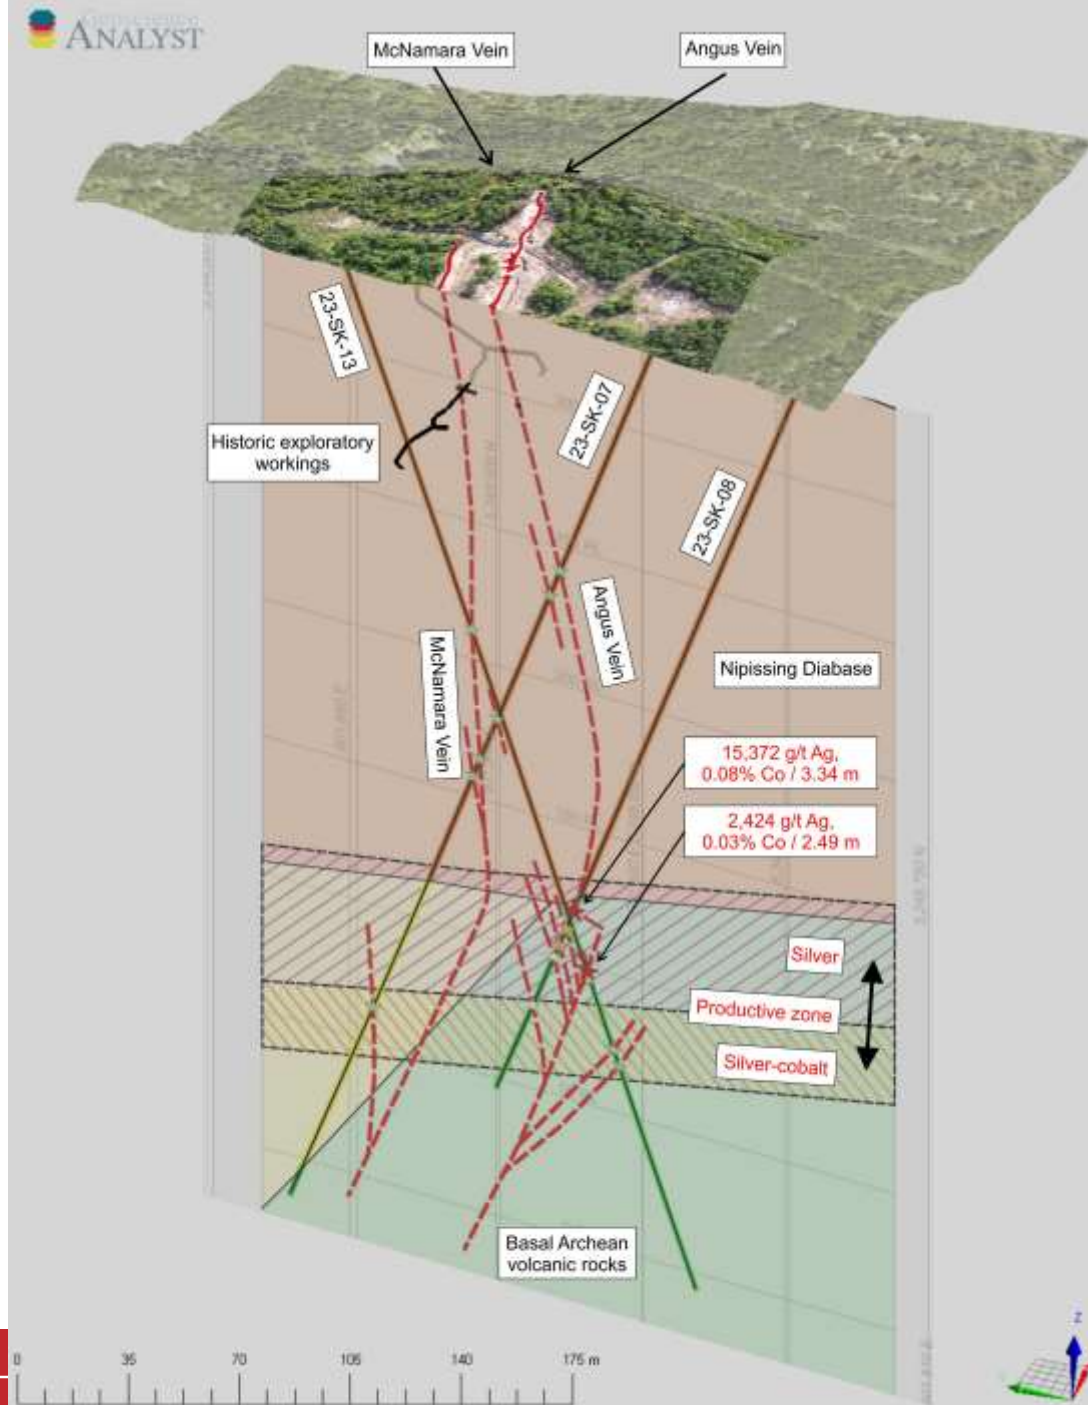 Geoscience
ANALYST
McNamara Vein
Angus Vein
23-SK-13
23-SK-07
Historic exploratory
workings
23-SK-08
Angus Vein
McNamara Vein
Nipissing Diabase
15,372 g/t Ag,
0.08% Co / 3.34 m
2,424 g/t Ag,
0.03% Co / 2.49 m
Silver
Productive zone
Silver-cobalt
Basal Archean
volcanic rocks
0 35 70 105 140 175 m
Z